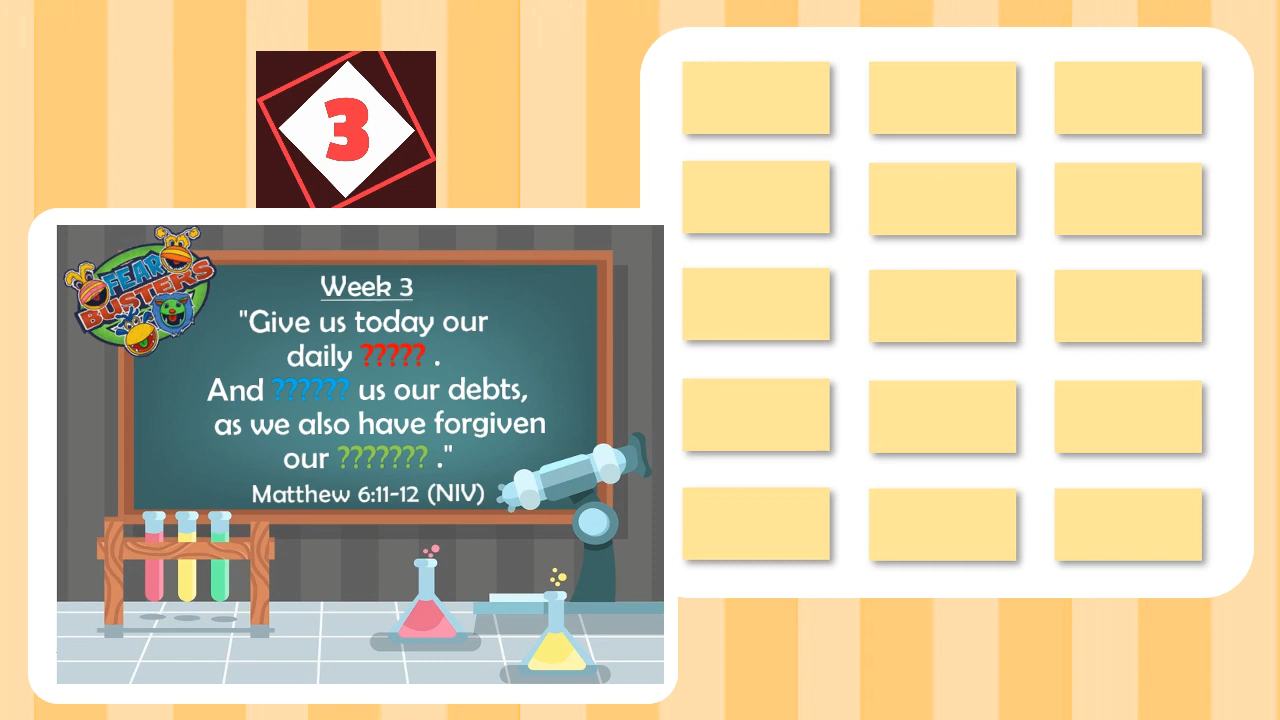 3
FEAR
BUSTERS
Week 3
"Give us today our
daily ????? .
And ?????? us our debts,
as we also have forgiven
our ??????? ."
Matthew 6:11-12 (NIV)